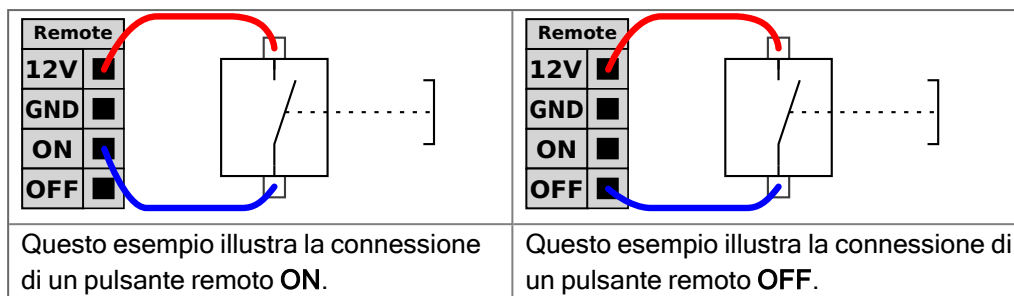 Remote
12V
GND
ON
OFF
Questo esempio illustra la connessione
di un pulsante remoto ON.
Remote
12V
GND
ON
OFF
Questo esempio illustra la connessione di
un pulsante remoto OFF.